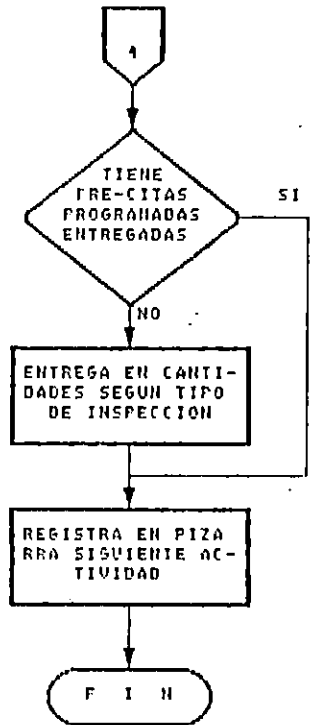 1
TIENE
PRE-CITAS
PROGRAMADAS
ENTREGADAS
SI
NO
ENTREGA EN CANTI-
DADES SEGUN TIPO
DE INSPECCION
REGISTRA EN PIZA
RRA SIGUIENTE AC-
TIVIDAD
F I N